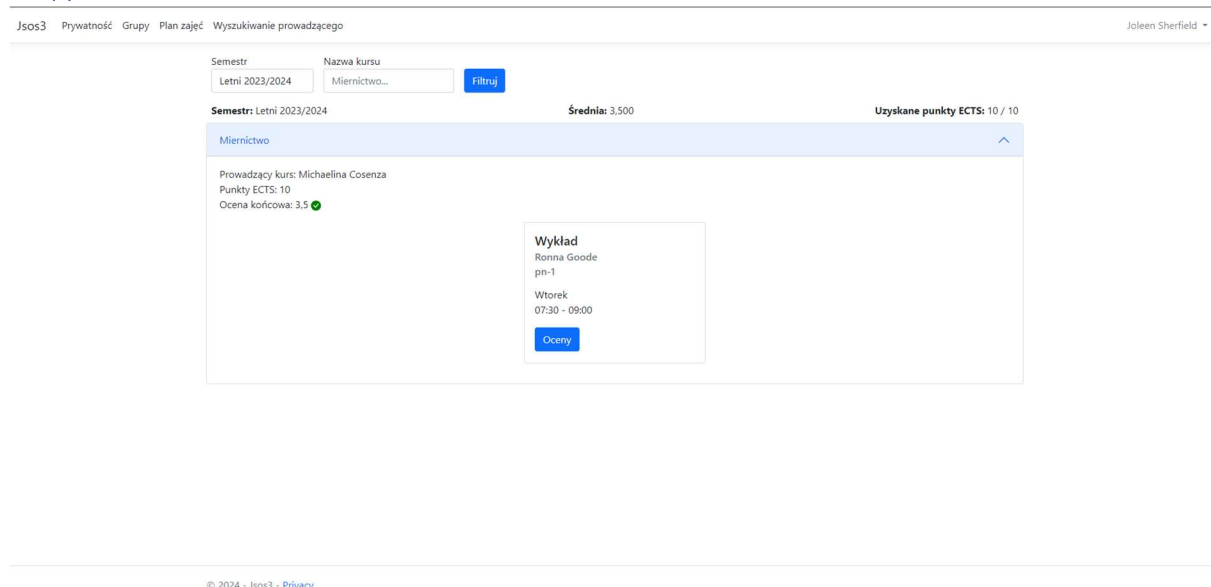 Jsos3 Prywatność Grupy Plan zajęć Wyszukiwanie prowadzącego Joleen Sherfield
Semestr Nazwa kursu
Letni 2023/2024 Miernictwo... Filtruj
Semestr: Letni 2023/2024 Średnia: 3,500 Uzyskane punkty ECTS: 10 / 10
Miernictwo
Prowadzący kurs: Michaelina Cosenza
Punkty ECTS: 10
Ocena końcowa: 3,5
Wykład
Ronna Goode
pn-1
Wtorek
07:30 - 09:00
Oceny
© 2024 - Jsos3 - Privacy